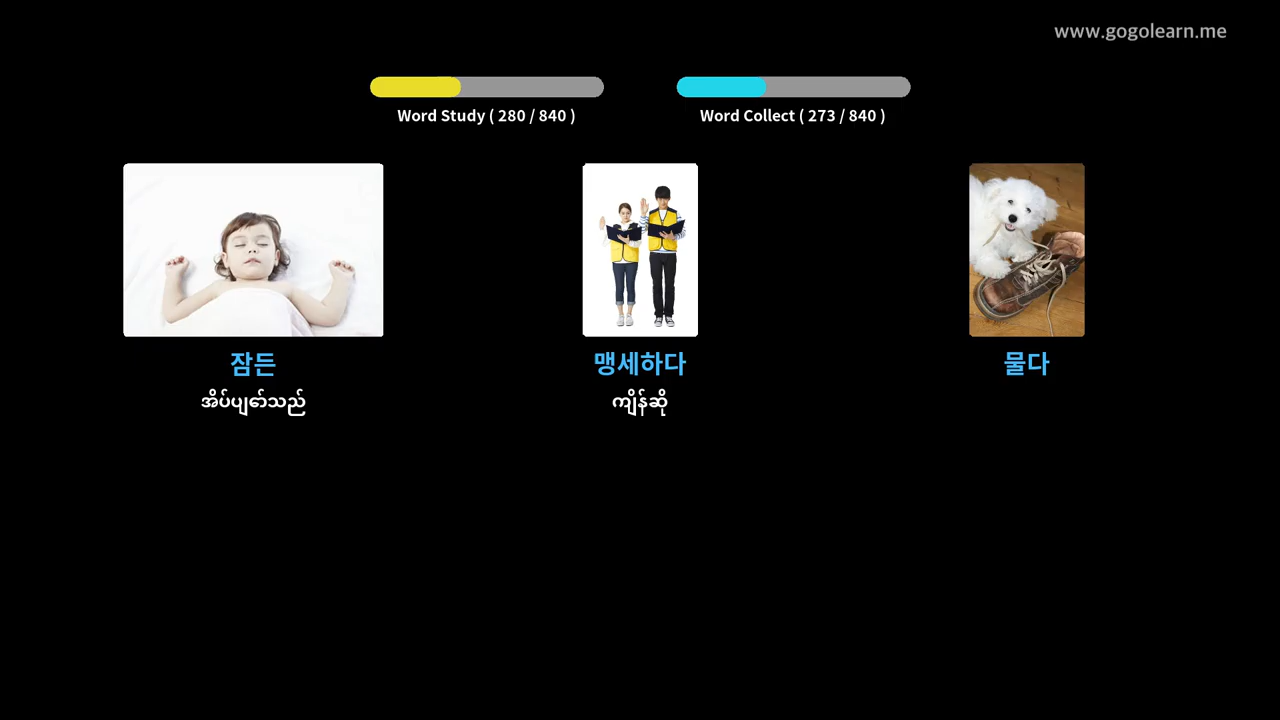 www.gogolearn.me
Word Study ( 280 / 840 )
Word Collect ( 273 / 840 )
잠든
맹세하다
물다
အိပ်ပျော်သည်
ကျိန်ဆို